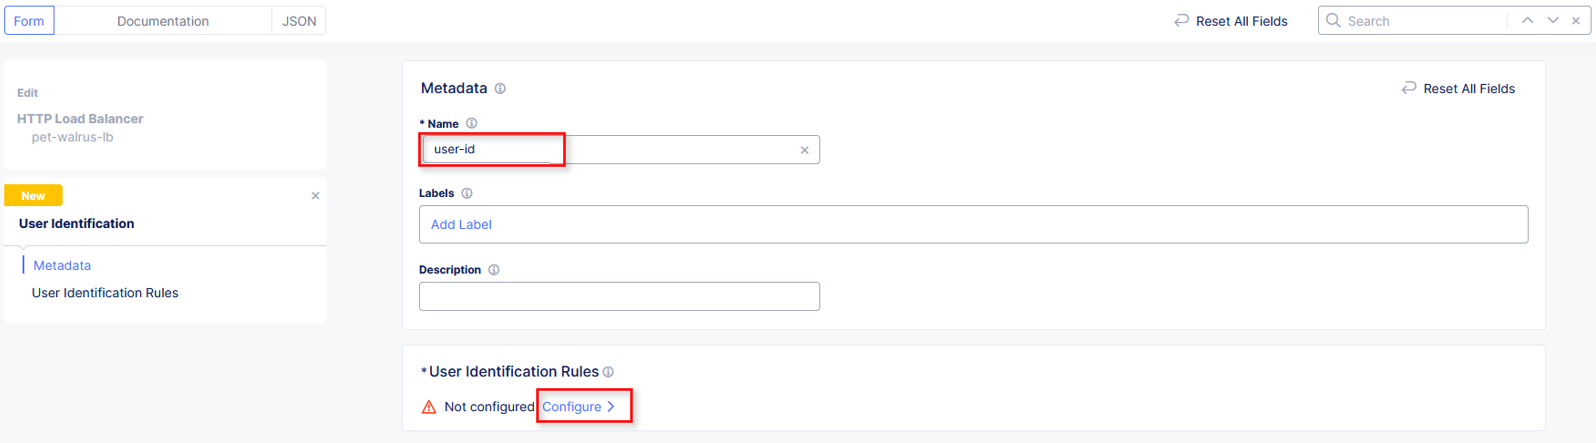 Form Documentation JSON Reset All Fields Search
Edit
HTTP Load Balancer
pet-walrus-lb
New
User Identification
Metadata
User Identification Rules
Metadata Reset All Fields
* Name
user-id
Labels
Add Label
Description
*User Identification Rules
Not configured Configure